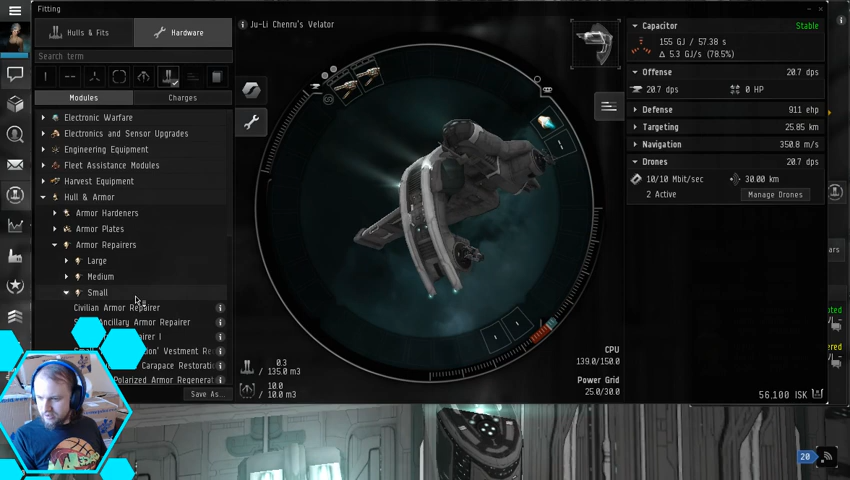 Fitting
Hulls & Fits
Hardware
Search term
Modules
Charges
Electronic Warfare
Electronics and Sensor Upgrades
Engineering Equipment
Fleet Assistance Modules
Harvest Equipment
Hull & Armor
Armor Hardeners
Armor Plates
Armor Repairers
Large
Medium
Small
Civilian Armor Repairer
Ancillary Armor Repairer
Vestment Re
Carapace Restorati
Polarized Armor Regenerat
Save As...
Ju-Li Chenru's Velator
0.3
/ 135.0 m3
10.0
/ 10.0 m3
CPU
139.0/150.0
Power Grid
25.0/30.0
Capacitor
Stable
155 GJ / 57.38 s
Δ 5.3 GJ/s (78.5%)
Offense
20.7 dps
20.7 dps
0 HP
Defense
911 ehp
Targeting
25.85 km
Navigation
350.8 m/s
Drones
20.7 dps
10/10 Mbit/sec
30.00 km
2 Active
Manage Drones
56,100 ISK
20